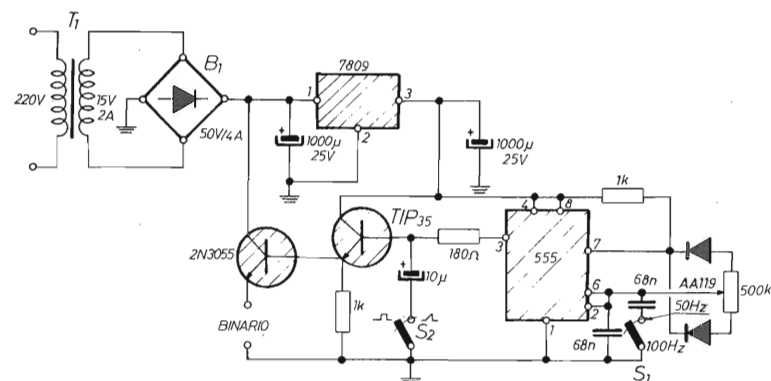 T1
220V
15V
2A
B1
50V/4A
7809
1
3
2
+
1000µ
25V
+
1000µ
25V
2N3055
TIP35
180Ω
+
10µ
1k
BINARIO
S2
3
4
8
555
7
6
2
1
1k
68n
AA119
500k
50Hz
68n
100Hz
S1